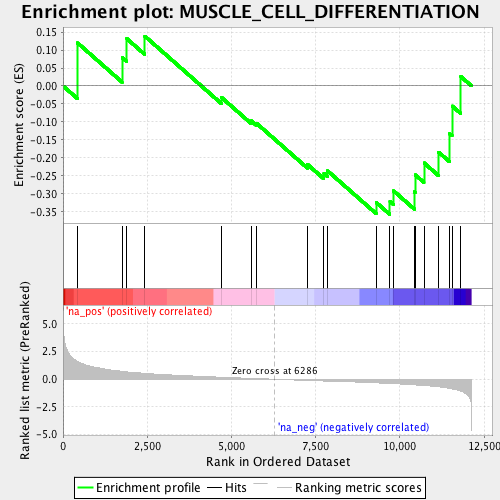 Enrichment plot: MUSCLE_CELL_DIFFERENTIATION
Enrichment score (ES)
0.15
0.10
0.05
0.00
-0.05
-0.10
-0.15
-0.20
-0.25
-0.30
-0.35
'na_pos' (positively correlated)
Ranked list metric (PreRanked)
5.0
2.5
0.0
-2.5
-5.0
Zero cross at 6286
'na_neg' (negatively correlated)
0
2,500
5,000
7,500
10,000
12,500
Rank in Ordered Dataset
Enrichment profile
Hits
Ranking metric scores